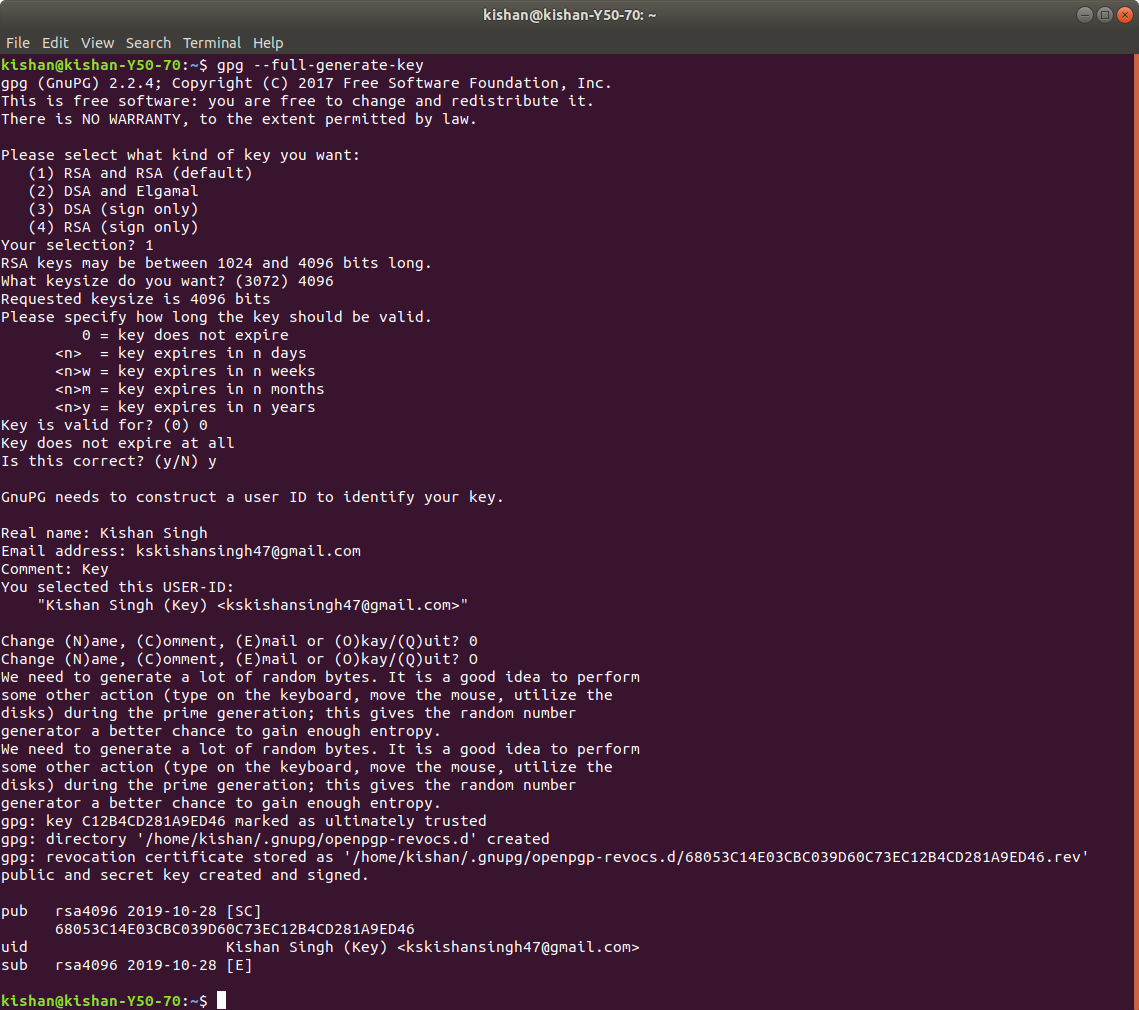 kishan@kishan-Y50-70: ~
File Edit View Search Terminal Help
kishan@kishan-Y50-70:~$ gpg --full-generate-key
gpg (GnuPG) 2.2.4; Copyright (C) 2017 Free Software Foundation, Inc.
This is free software: you are free to change and redistribute it.
There is NO WARRANTY, to the extent permitted by law.

Please select what kind of key you want:
   (1) RSA and RSA (default)
   (2) DSA and Elgamal
   (3) DSA (sign only)
   (4) RSA (sign only)
Your selection? 1
RSA keys may be between 1024 and 4096 bits long.
What keysize do you want? (3072) 4096
Requested keysize is 4096 bits
Please specify how long the key should be valid.
         0 = key does not expire
      <n>  = key expires in n days
      <n>w = key expires in n weeks
      <n>m = key expires in n months
      <n>y = key expires in n years
Key is valid for? (0) 0
Key does not expire at all
Is this correct? (y/N) y

GnuPG needs to construct a user ID to identify your key.

Real name: Kishan Singh
Email address: kskishansingh47@gmail.com
Comment: Key
You selected this USER-ID:
    "Kishan Singh (Key) <kskishansingh47@gmail.com>"

Change (N)ame, (C)omment, (E)mail or (O)kay/(Q)uit? 0
Change (N)ame, (C)omment, (E)mail or (O)kay/(Q)uit? O
We need to generate a lot of random bytes. It is a good idea to perform
some other action (type on the keyboard, move the mouse, utilize the
disks) during the prime generation; this gives the random number
generator a better chance to gain enough entropy.
We need to generate a lot of random bytes. It is a good idea to perform
some other action (type on the keyboard, move the mouse, utilize the
disks) during the prime generation; this gives the random number
generator a better chance to gain enough entropy.
gpg: key C12B4CD281A9ED46 marked as ultimately trusted
gpg: directory '/home/kishan/.gnupg/openpgp-revocs.d' created
gpg: revocation certificate stored as '/home/kishan/.gnupg/openpgp-revocs.d/68053C14E03CBC039D60C73EC12B4CD281A9ED46.rev'
public and secret key created and signed.

pub   rsa4096 2019-10-28 [SC]
      68053C14E03CBC039D60C73EC12B4CD281A9ED46
uid                      Kishan Singh (Key) <kskishansingh47@gmail.com>
sub   rsa4096 2019-10-28 [E]

kishan@kishan-Y50-70:~$